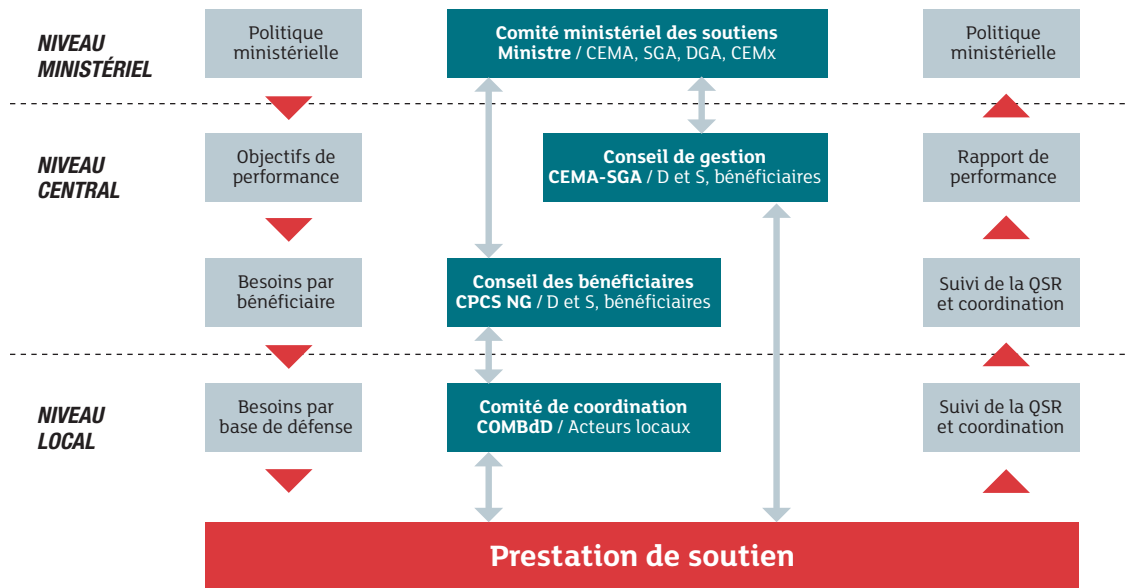 NIVEAU
MINISTÉRIEL
Politique
ministérielle
Comité ministériel des soutiens
Ministre / CEMA, SGA, DGA, CEMx
Politique
ministérielle
NIVEAU
CENTRAL
Objectifs de
performance
Conseil de gestion
CEMA-SGA / D et S, bénéficiaires
Rapport de
performance
Besoins par
bénéficiaire
Conseil des bénéficiaires
CPCS NG / D et S, bénéficiaires
Suivi de la QSR
et coordination
NIVEAU
LOCAL
Besoins par
base de défense
Comité de coordination
COMBdD / Acteurs locaux
Suivi de la QSR
et coordination
Prestation de soutien